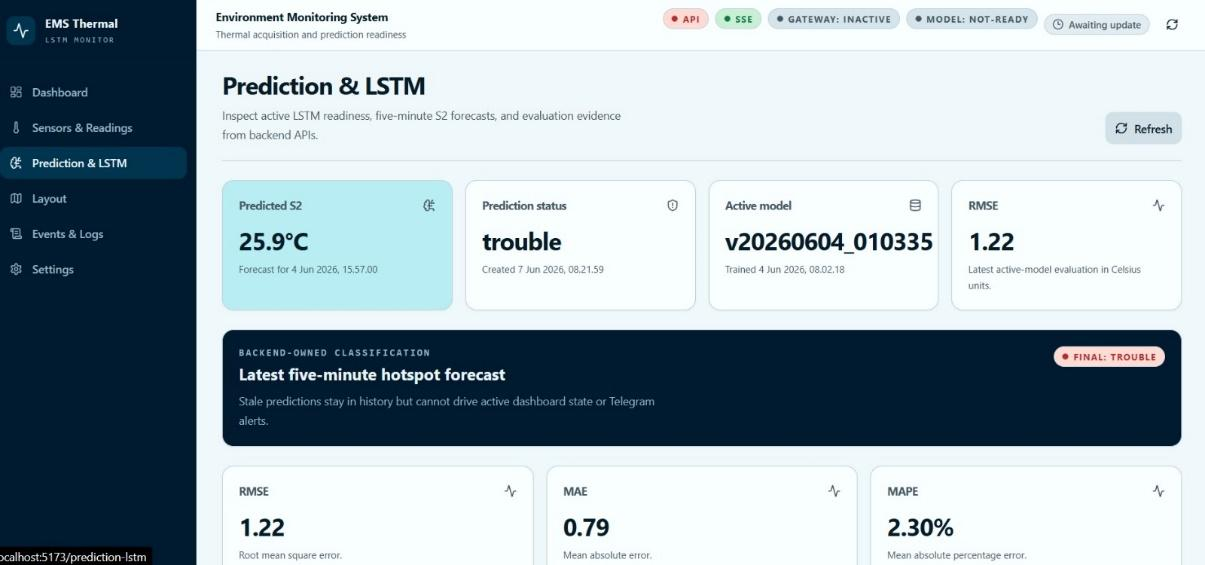 EMS Thermal
LSTM MONITOR
Dashboard
Sensors & Readings
Prediction & LSTM
Layout
Events & Logs
Settings
Environment Monitoring System
Thermal acquisition and prediction readiness
API
SSE
GATEWAY: INACTIVE
MODEL: NOT-READY
Awaiting update
Prediction & LSTM
Inspect active LSTM readiness, five-minute S2 forecasts, and evaluation evidence
from backend APIs.
Refresh
Predicted S2
25.9°C
Forecast for 4 Jun 2026, 15.57.00
Prediction status
trouble
Created 7 Jun 2026, 08.21.59
Active model
v20260604_010335
Trained 4 Jun 2026, 08.02.18
RMSE
1.22
Latest active-model evaluation in Celsius
units.
BACKEND-OWNED CLASSIFICATION
Latest five-minute hotspot forecast
Stale predictions stay in history but cannot drive active dashboard state or Telegram
alerts.
FINAL: TROUBLE
RMSE
1.22
Root mean square error.
MAE
0.79
Mean absolute error.
MAPE
2.30%
Mean absolute percentage error.
ocalhost:5173/prediction-lstm